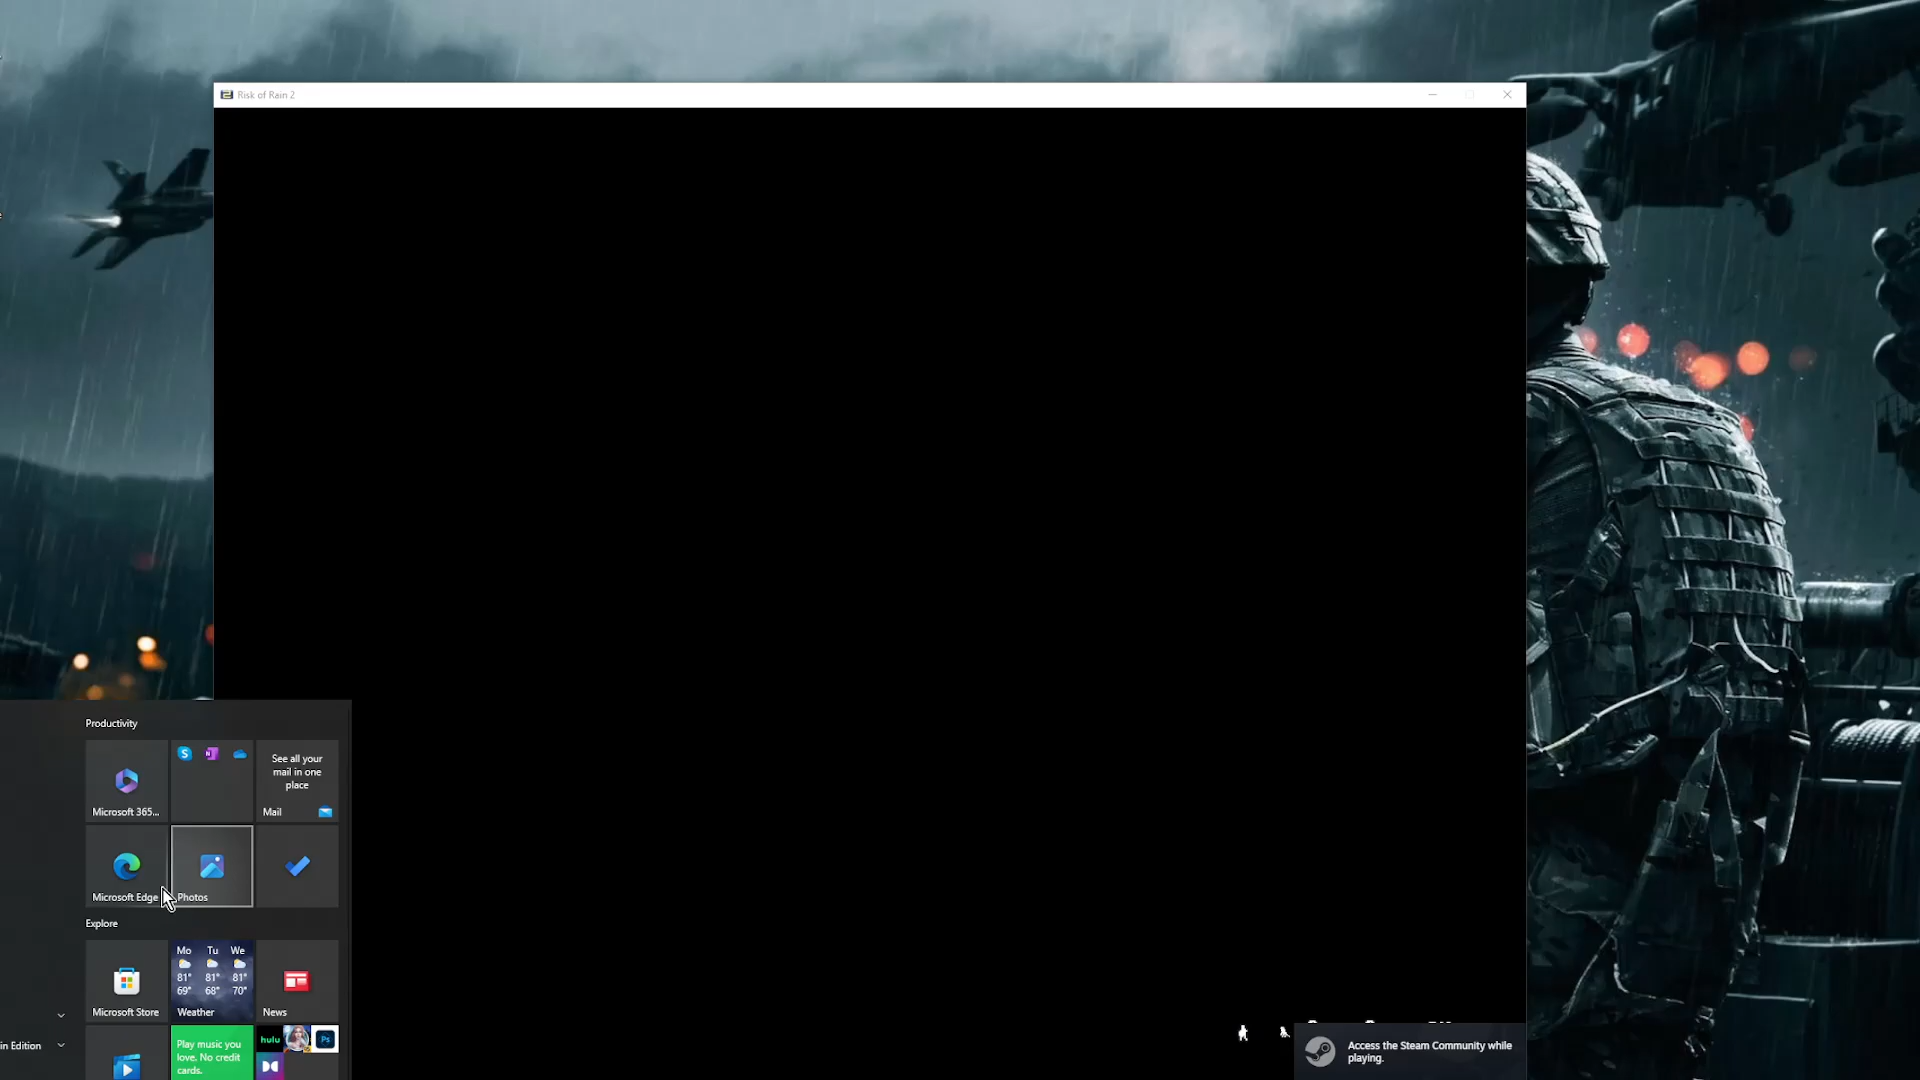 Risk of Rain 2
Productivity
See all your
mail in one
place
Microsoft 365...
Mail
Microsoft Edge
Photos
Explore
Mo Tu We
81° 81° 81°
69° 68° 70°
Microsoft Store
Weather
News
in Edition
Play music you
love. No credit
cards.
hulu
Ps
Access the Steam Community while
playing.